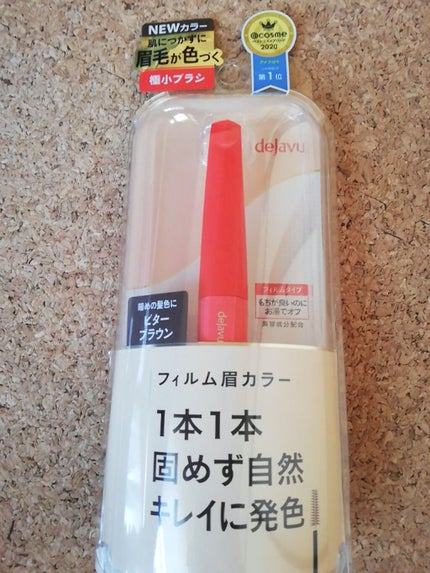 NEWカラー
肌につかずに
眉毛が色づく
極小ブラシ
@cosme
2020
第1位
dejavu
暗めの髪色に
ビター
ブラウン
dejavu
フィルムタイプ
もちが良いのに
お湯でオフ
美容成分配合
フィルム眉カラー
1本1本
固めず自然
キレイに発色